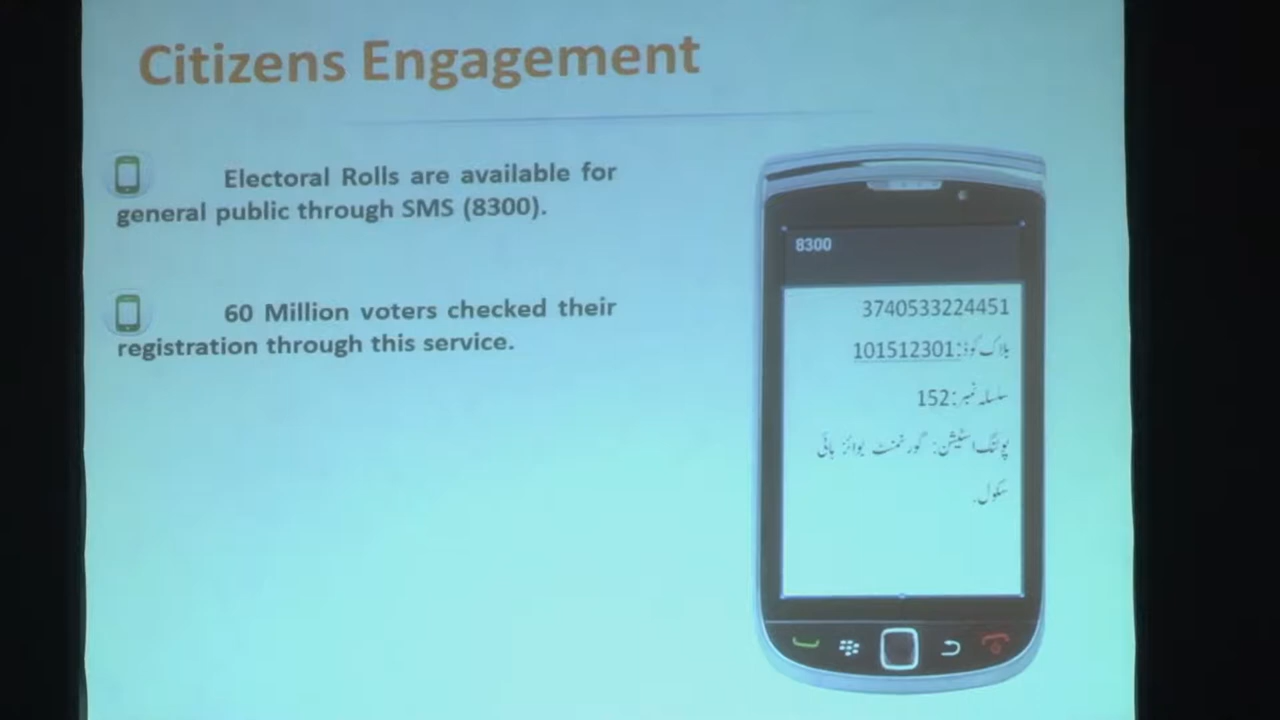 Citizens Engagement
Electoral Rolls are available for
general public through SMS (8300).
60 Million voters checked their
registration through this service.
8300
3740533224451
بلاک کوڈ:101512301
سلسلہ نمبر:152
پولنگ اسٹیشن: گورنمنٹ بوائز ہائی
سکول.